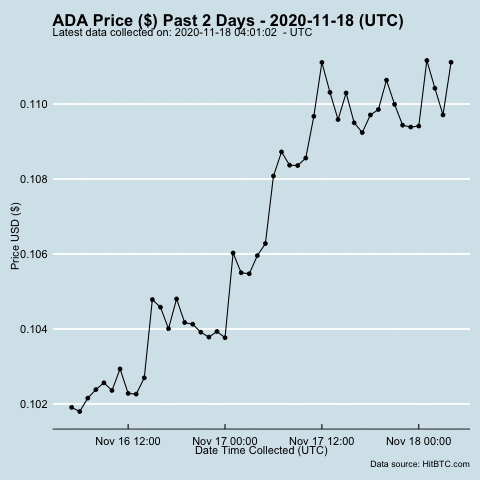 ADA Price ($) Past 2 Days - 2020-11-18 (UTC)
Latest data collected on: 2020-11-18 04:01:02  - UTC
Price USD ($)
0.110
0.108
0.106
0.104
0.102
Nov 16 12:00 Nov 17 00:00 Nov 17 12:00 Nov 18 00:00
Date Time Collected (UTC)
Data source: HitBTC.com